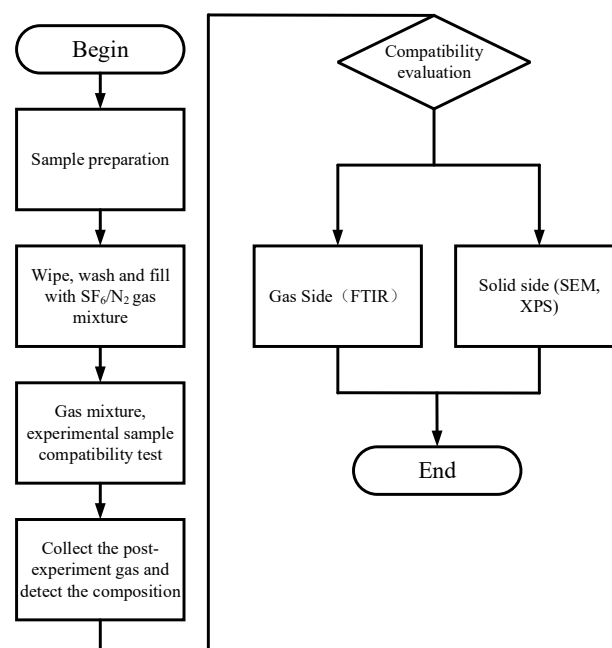 Begin
Sample preparation
Wipe, wash and fill
with SF₆/N₂ gas
mixture
Gas mixture,
experimental sample
compatibility test
Collect the post-
experiment gas and
detect the composition
Compatibility
evaluation
Gas Side（FTIR）
Solid side (SEM,
XPS)
End